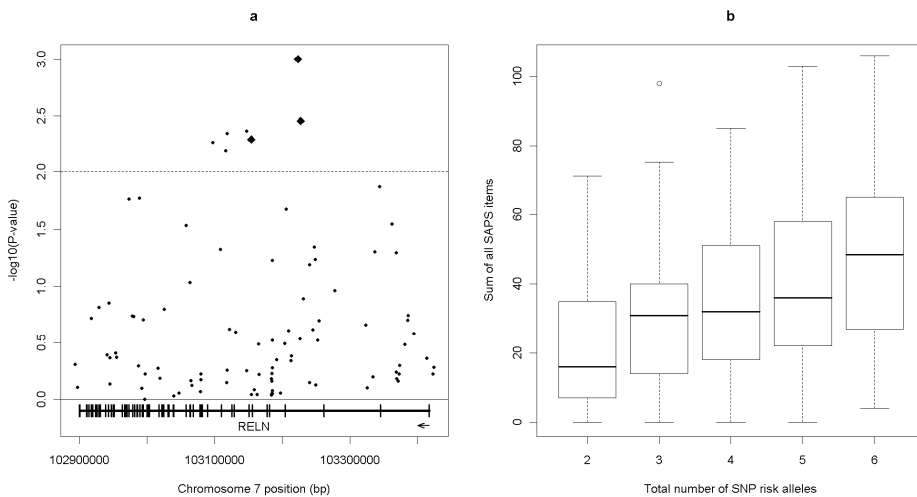 a
-log10(P-value)
3.0
2.5
2.0
1.5
1.0
0.5
0.0
RELN
102900000
103100000
103300000
Chromosome 7 position (bp)
b
Sum of all SAPS items
100
80
60
40
20
0
2 3 4 5 6
Total number of SNP risk alleles